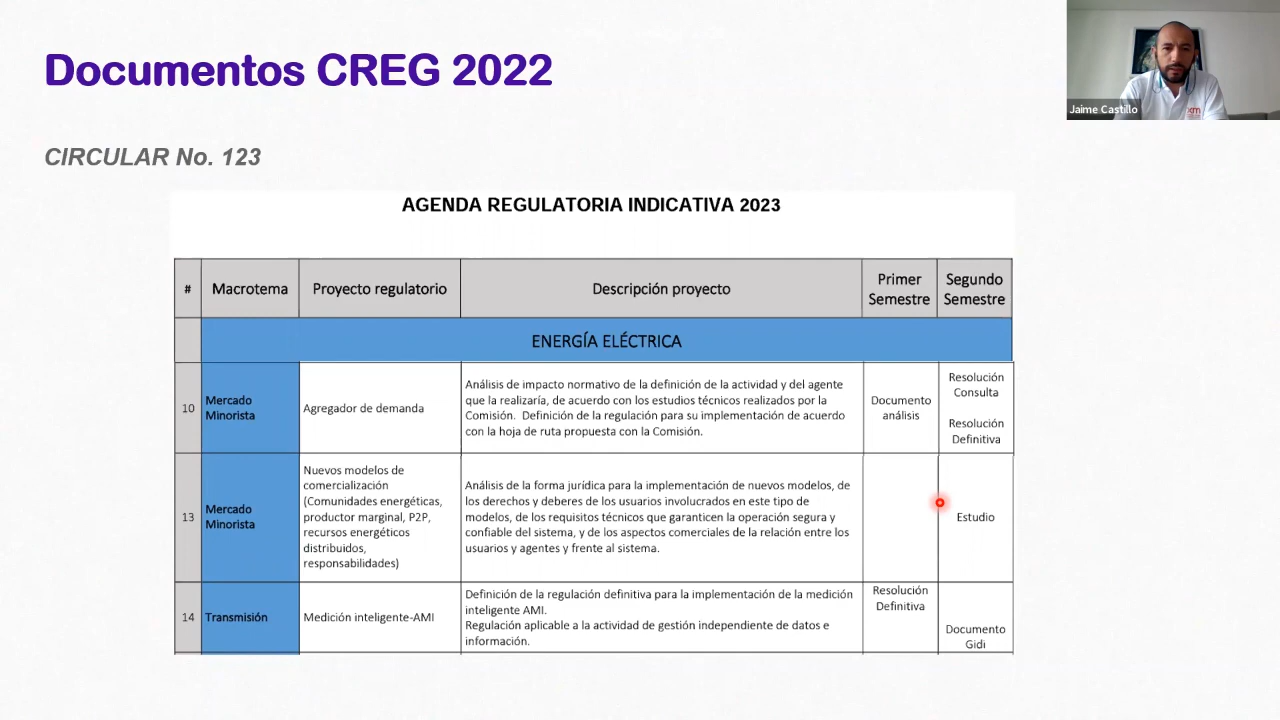 Documentos CREG 2022
Jaime Castillo
xm
CIRCULAR No. 123
AGENDA REGULATORIA INDICATIVA 2023
# Macrotema Proyecto regulatorio Descripción proyecto Primer Semestre Segundo Semestre
ENERGÍA ELÉCTRICA
10
Mercado
Minorista
Agregador de demanda
Análisis de impacto normativo de la definición de la actividad y del agente
que la realizaría, de acuerdo con los estudios técnicos realizados por la
Comisión. Definición de la regulación para su implementación de acuerdo
con la hoja de ruta propuesta con la Comisión.
Documento
análisis
Resolución
Consulta
Resolución
Definitiva
13
Mercado
Minorista
Nuevos modelos de
comercialización
(Comunidades energéticas,
productor marginal, P2P,
recursos energéticos
distribuidos,
responsabilidades)
Análisis de la forma jurídica para la implementación de nuevos modelos, de
los derechos y deberes de los usuarios involucrados en este tipo de
modelos, de los requisitos técnicos que garanticen la operación segura y
confiable del sistema, y de los aspectos comerciales de la relación entre los
usuarios y agentes y frente al sistema.
Estudio
14
Transmisión
Medición inteligente-AMI
Definición de la regulación definitiva para la implementación de la medición
inteligente AMI.
Regulación aplicable a la actividad de gestión independiente de datos e
información.
Resolución
Definitiva
Documento
Gidi